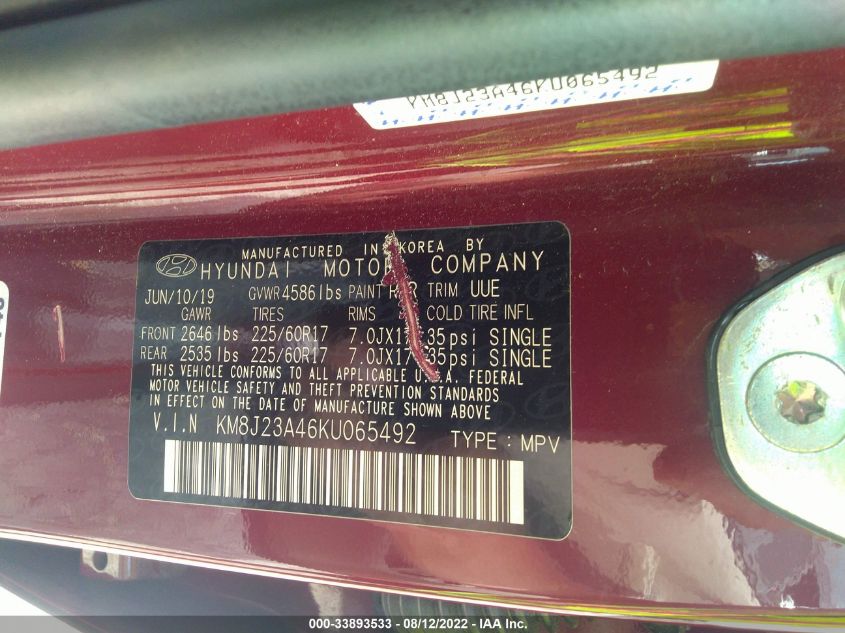 KM8J23A46KU065492
MANUFACTURED IN KOREA BY
HYUNDAI MOTOR COMPANY
JUN/10/19 GVWR 4586 lbs PAINT TRIM UUE
GAWR TIRES RIMS COLD TIRE INFL
FRONT 2646 lbs 225/60R17 7.0JX17 35psi SINGLE
REAR 2535 lbs 225/60R17 7.0JX17 35psi SINGLE
THIS VEHICLE CONFORMS TO ALL APPLICABLE U.S.A. FEDERAL
MOTOR VEHICLE SAFETY AND THEFT PREVENTION STANDARDS
IN EFFECT ON THE DATE OF MANUFACTURE SHOWN ABOVE
V.I.N KM8J23A46KU065492 TYPE : MPV
000-33893533 - 08/12/2022 - IAA Inc.